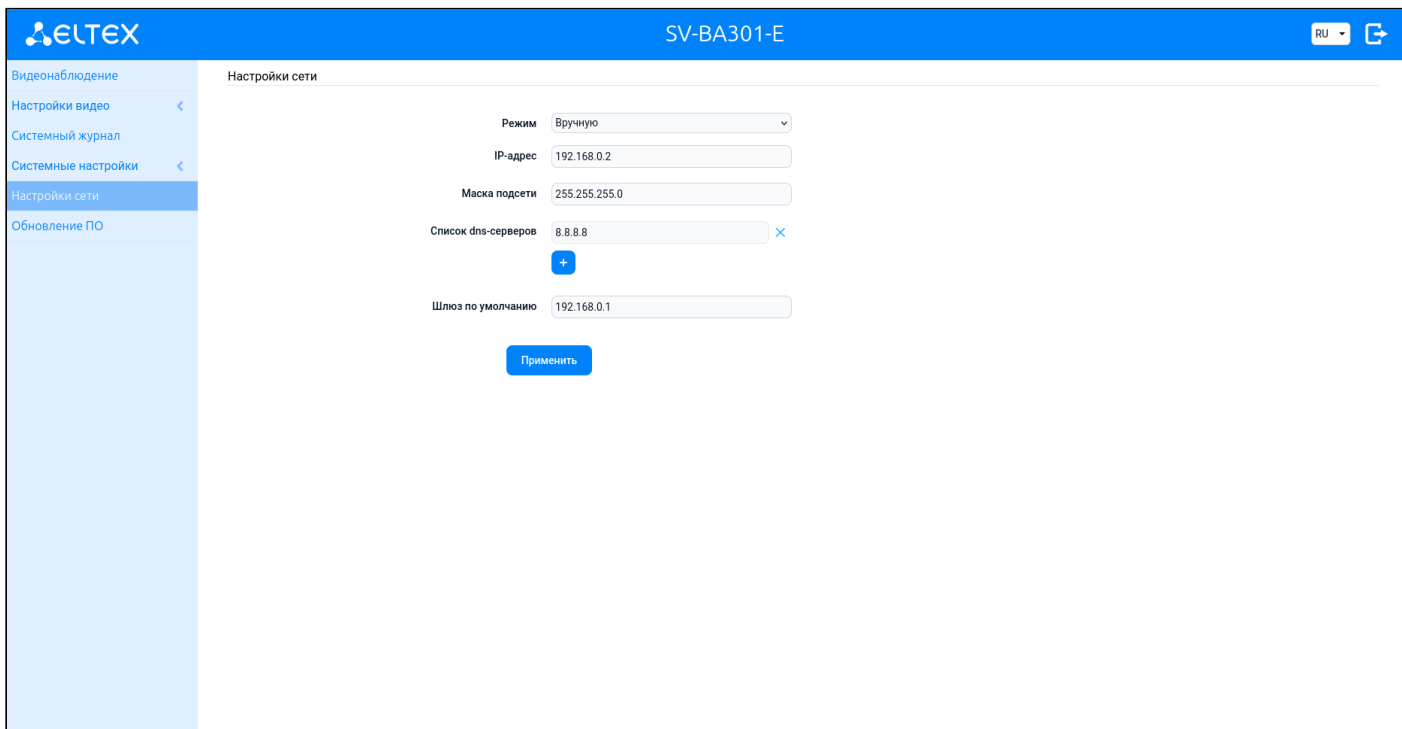 ELTEX
SV-BA301-E
RU
Видеонаблюдение
Настройки видео
Системный журнал
Системные настройки
Настройки сети
Обновление ПО
Настройки сети
Режим Вручную
IP-адрес 192.168.0.2
Маска подсети 255.255.255.0
Список dns-серверов 8.8.8.8
+
Шлюз по умолчанию 192.168.0.1
Применить